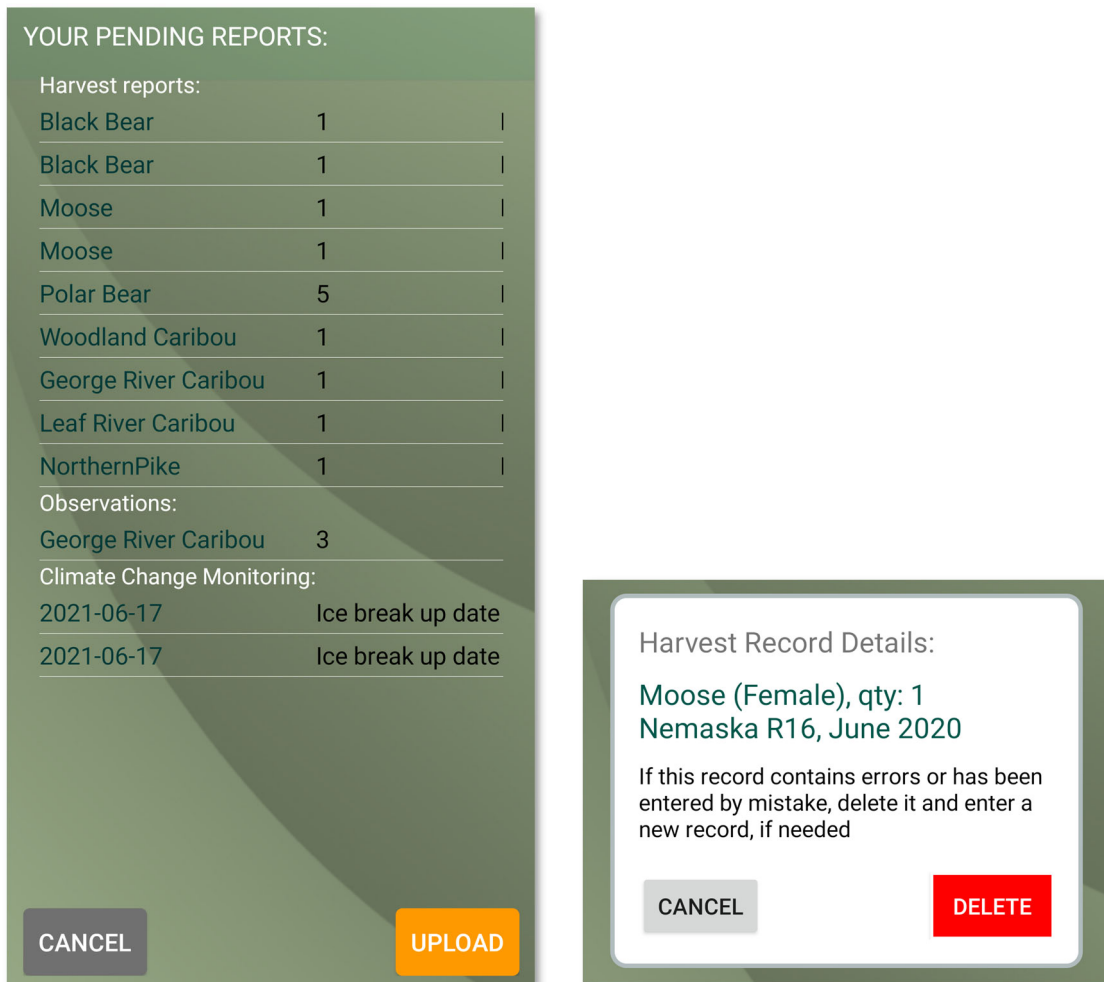 YOUR PENDING REPORTS:
Harvest reports:
Black Bear 1
Black Bear 1
Moose 1
Moose 1
Polar Bear 5
Woodland Caribou 1
George River Caribou 1
Leaf River Caribou 1
NorthernPike 1
Observations:
George River Caribou 3
Climate Change Monitoring:
2021-06-17 Ice break up date
2021-06-17 Ice break up date
CANCEL UPLOAD
Harvest Record Details:
Moose (Female), qty: 1
Nemaska R16, June 2020
If this record contains errors or has been
entered by mistake, delete it and enter a
new record, if needed
CANCEL DELETE